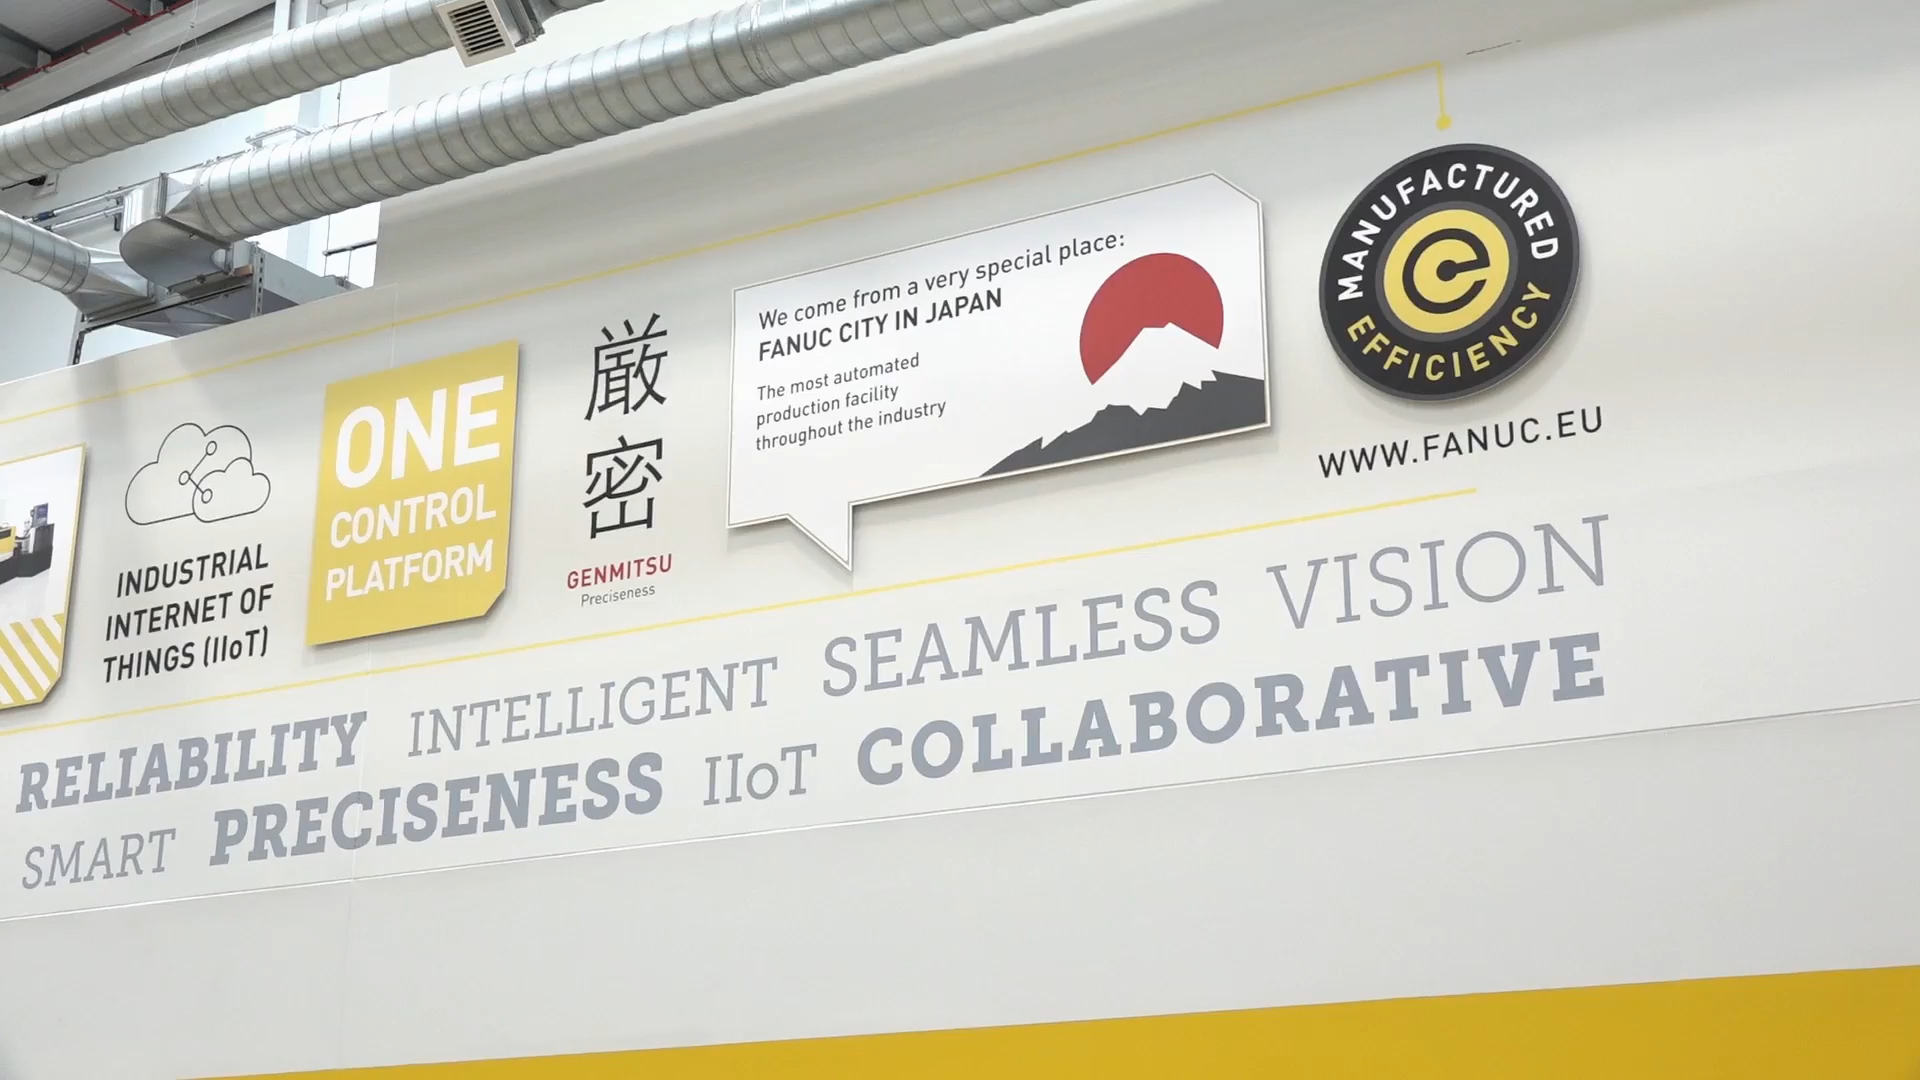 INDUSTRIAL
INTERNET OF
THINGS (IIoT)
ONE
CONTROL
PLATFORM
厳
密
GENMITSU
Preciseness
We come from a very special place:
FANUC CITY IN JAPAN
The most automated
production facility
throughout the industry
MANUFACTURED
EFFICIENCY
WWW.FANUC.EU
RELIABILITY INTELLIGENT SEAMLESS VISION
SMART PRECISENESS IIoT COLLABORATIVE